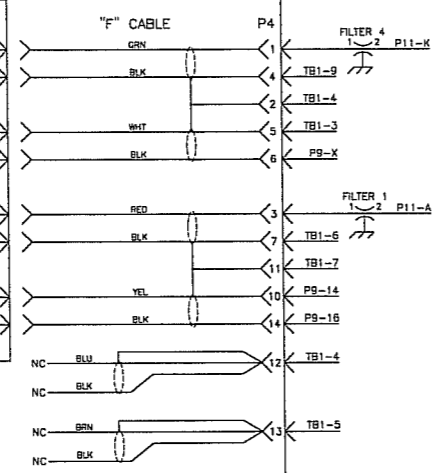 "F" CABLE P4
FILTER 4
GRN 1 1 2 P11-K
BLK 4 TB1-9
2 TB1-4
WHT 5 TB1-3
BLK 6 P9-X
FILTER 1
RED 3 1 2 P11-A
BLK 7 TB1-6
11 TB1-7
YEL 10 P9-14
BLK 14 P9-16
NC BLU 12 TB1-4
NC BLK
NC BRN 13 TB1-5
NC BLK